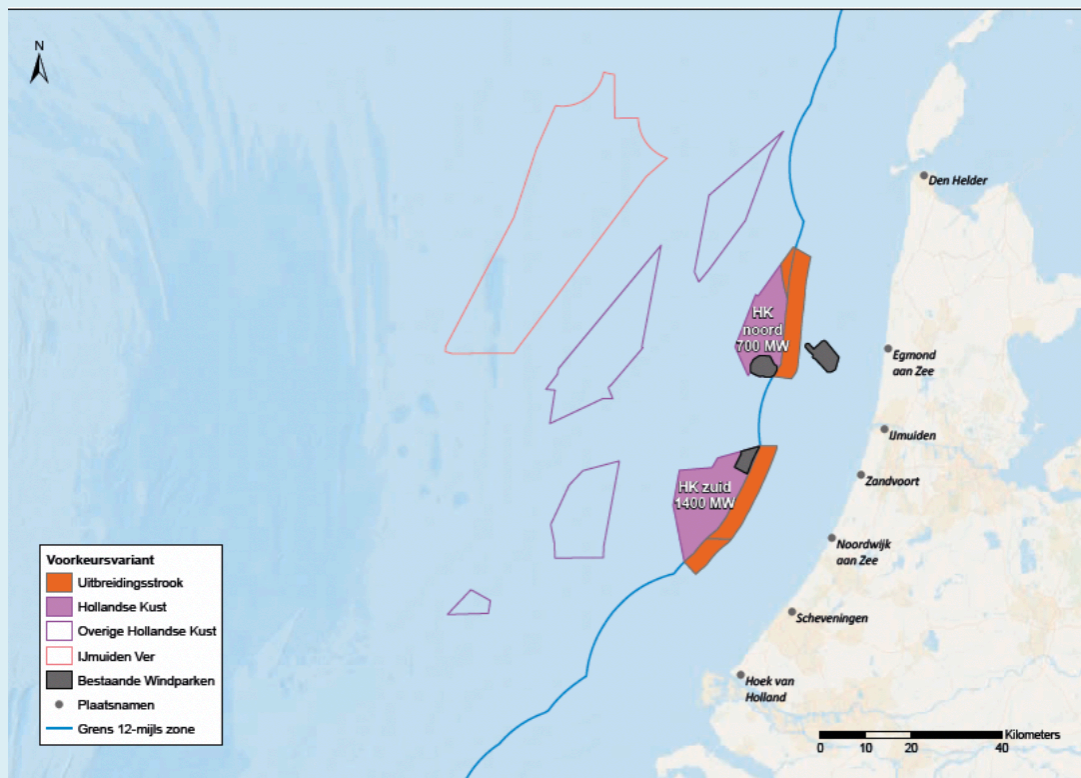 N
Den Helder
HK
noord
700 MW
Egmond
aan Zee
IJmuiden
HK zuid
1400 MW
Zandvoort
Noordwijk
aan Zee
Scheveningen
Hoek van
Holland
Voorkeursvariant
Uitbreidingsstrook
Hollandse Kust
Overige Hollandse Kust
IJmuiden Ver
Bestaande Windparken
Plaatsnamen
Grens 12-mijls zone
Kilometers
0 10 20 40